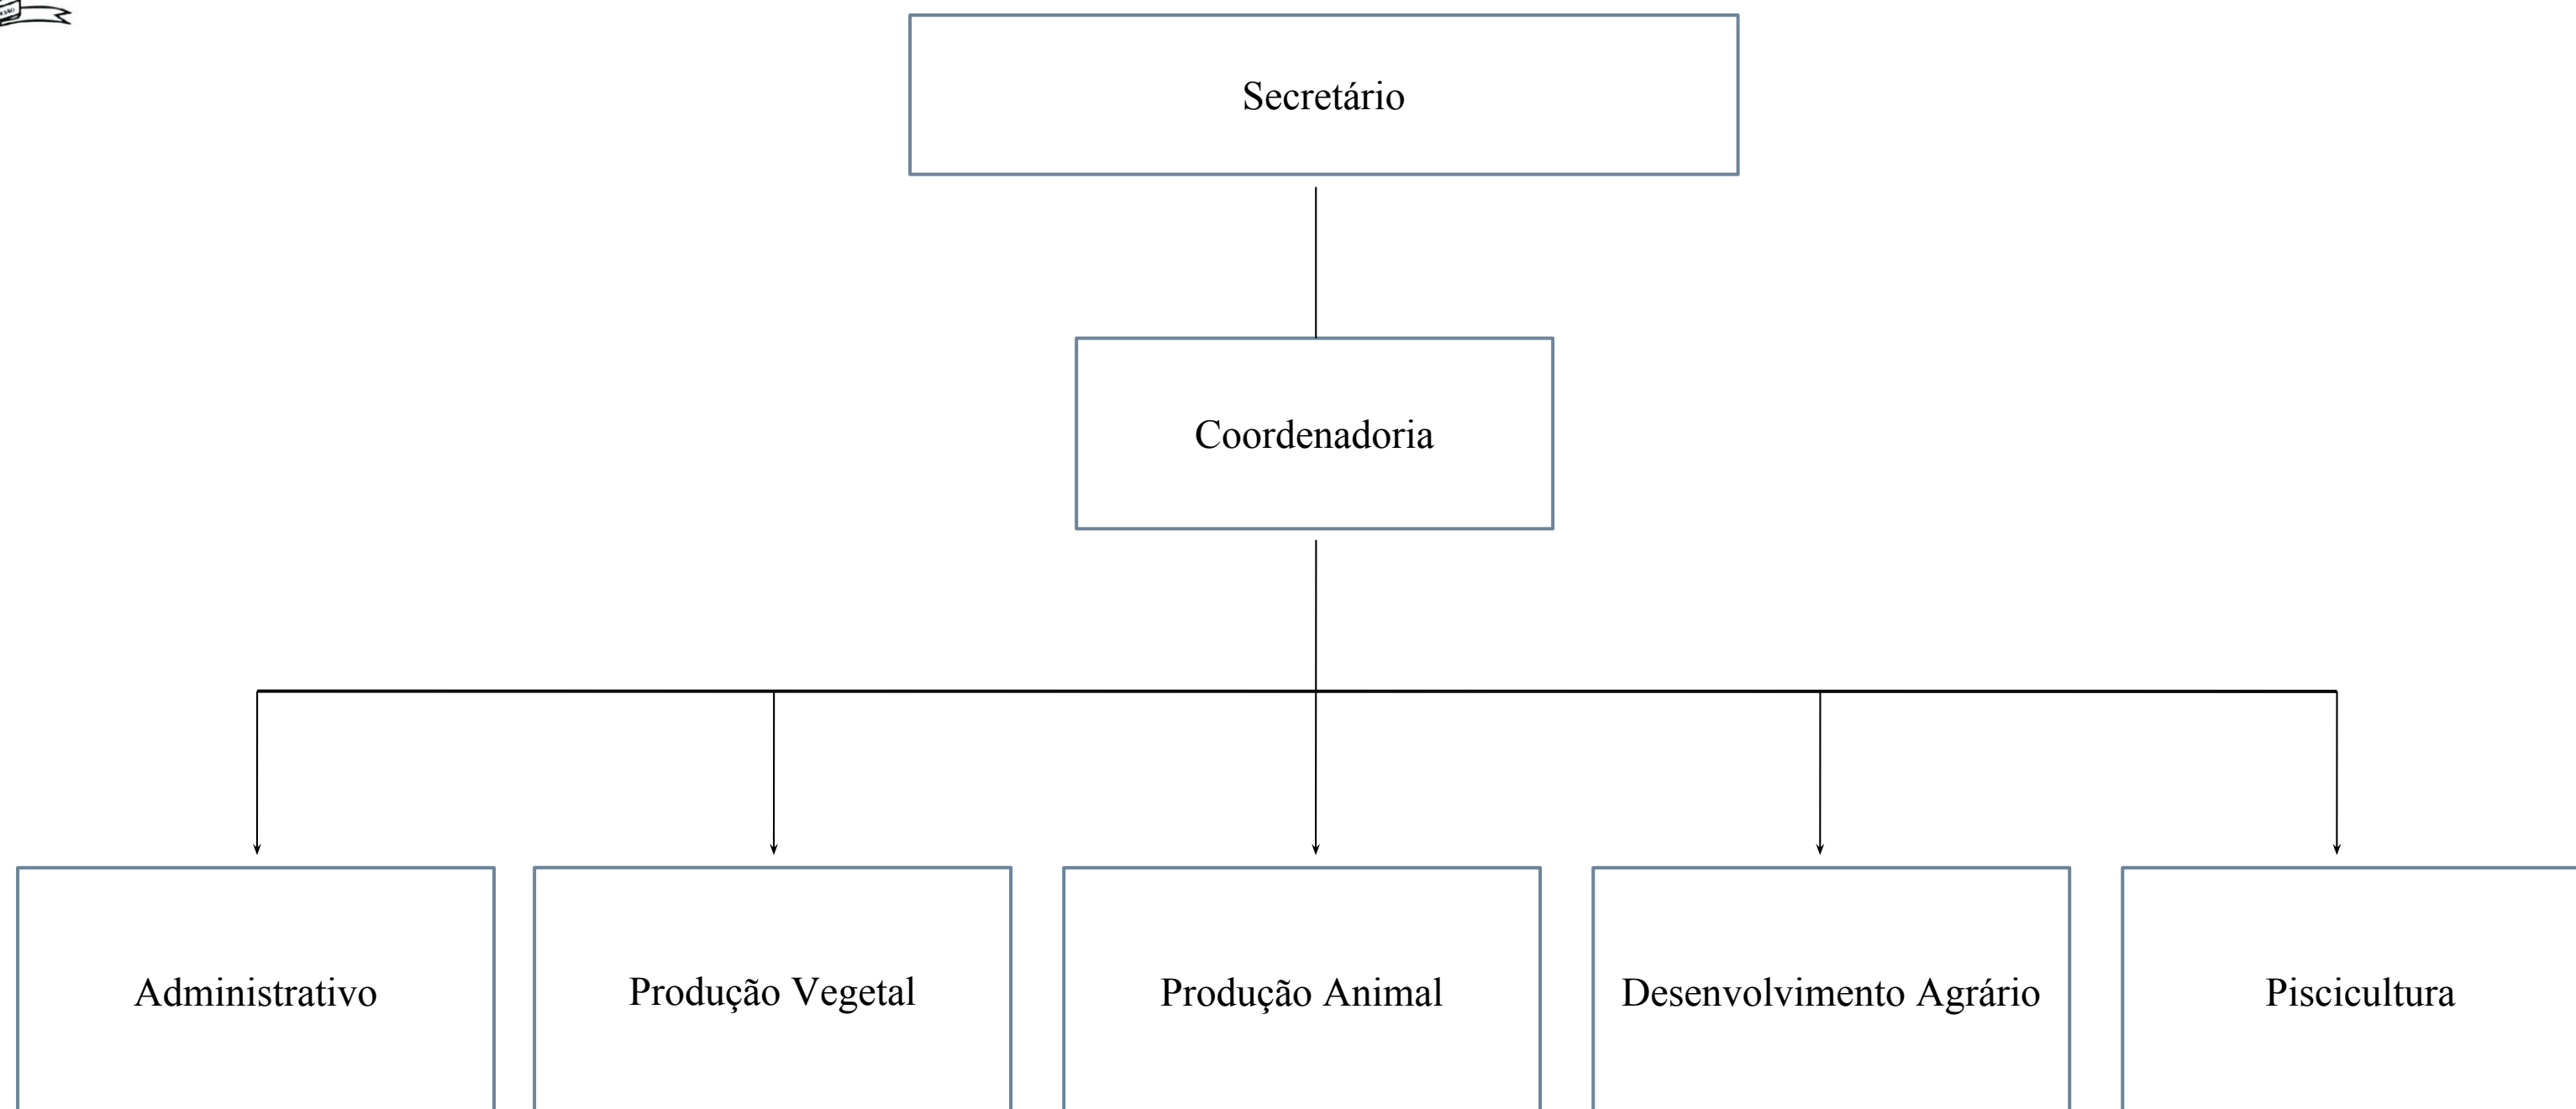 Secretário
Coordenadoria
Administrativo
Produção Vegetal
Produção Animal
Desenvolvimento Agrário
Piscicultura